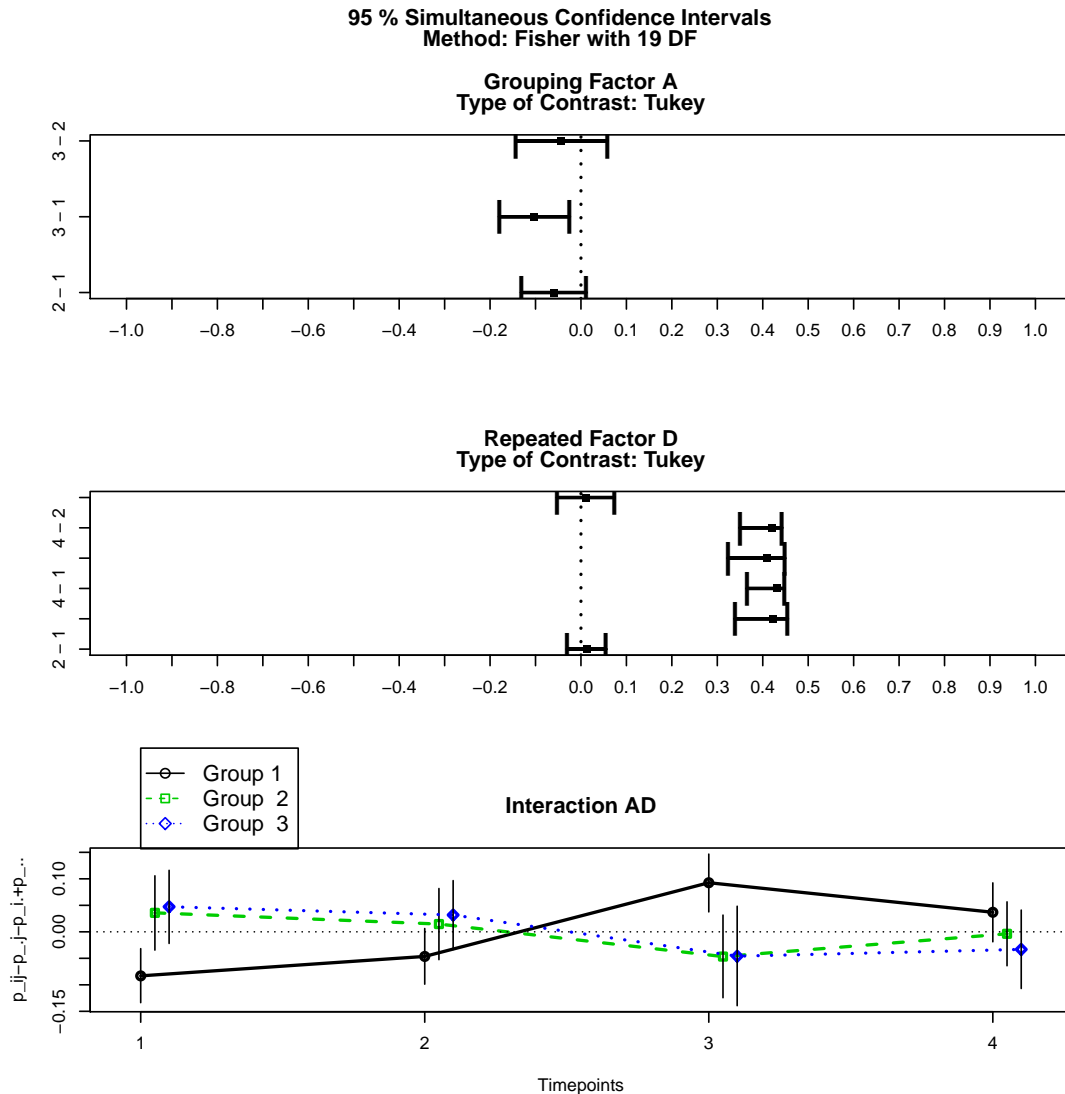 95 % Simultaneous Confidence Intervals
Method: Fisher with 19 DF
Grouping Factor A
Type of Contrast: Tukey
3 − 2
3 − 1
2 − 1
−1.0 −0.8 −0.6 −0.4 −0.2 0.0 0.1 0.2 0.3 0.4 0.5 0.6 0.7 0.8 0.9 1.0
Repeated Factor D
Type of Contrast: Tukey
4 − 2
4 − 1
2 − 1
−1.0 −0.8 −0.6 −0.4 −0.2 0.0 0.1 0.2 0.3 0.4 0.5 0.6 0.7 0.8 0.9 1.0
Group 1
Group 2
Group 3
Interaction AD
p_ij−p_.j−p_i.+p_..
0.10
0.00
−0.15
1 2 3 4
Timepoints